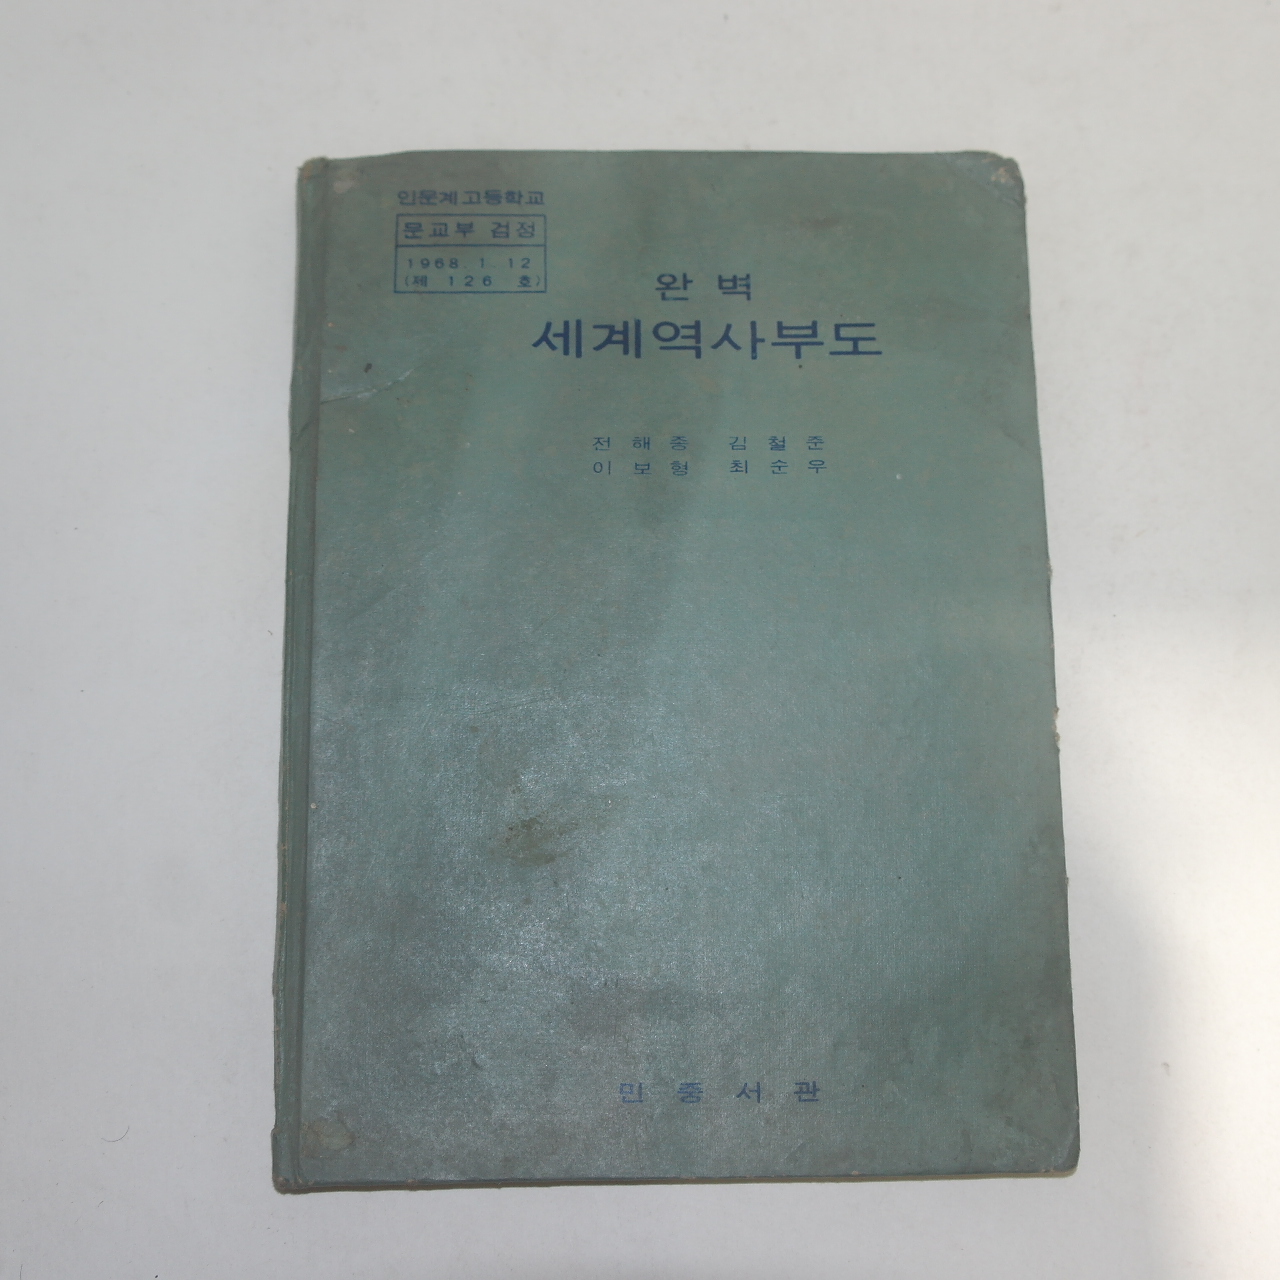 인문계고등학교
문교부 검정
1968. 1. 12
(제 126 호)
완벽
세계역사부도
전해종 김철준
이보형 최순우
민중서관